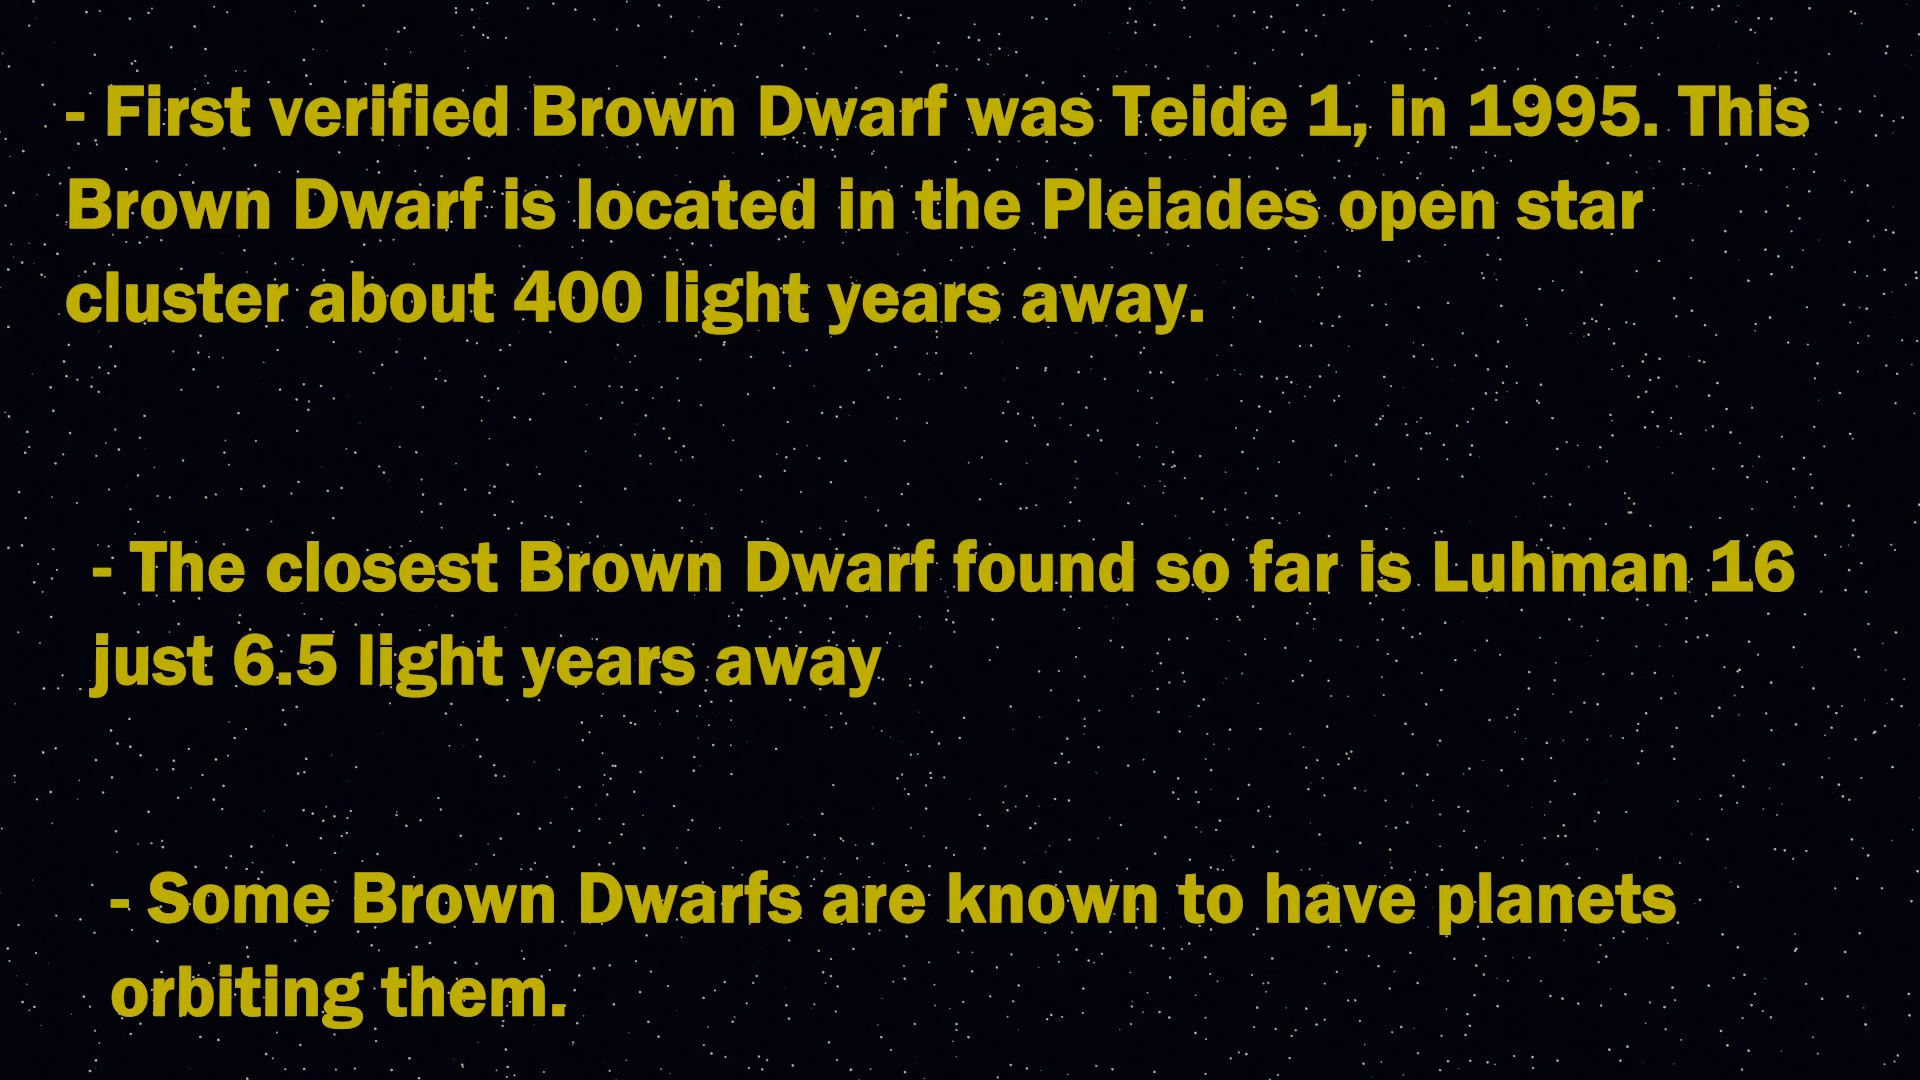 - First verified Brown Dwarf was Teide 1, in 1995. This
Brown Dwarf is located in the Pleiades open star
cluster about 400 light years away.
- The closest Brown Dwarf found so far is Luhman 16
just 6.5 light years away
- Some Brown Dwarfs are known to have planets
orbiting them.